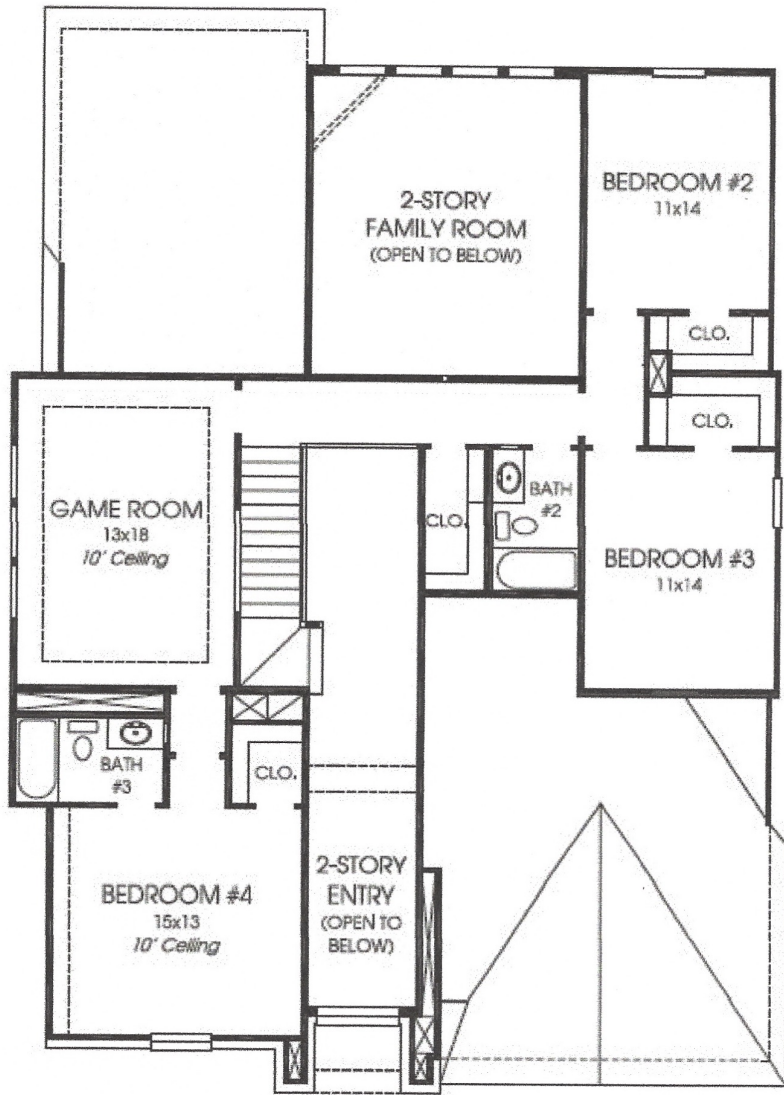 2-STORY
FAMILY ROOM
(OPEN TO BELOW)
BEDROOM #2
11x14
CLO.
CLO.
GAME ROOM
13x18
10' Ceiling
CLO.
BATH
#2
BEDROOM #3
11x14
BATH
#3
CLO.
2-STORY
ENTRY
(OPEN TO
BELOW)
BEDROOM #4
15x13
10' Ceiling